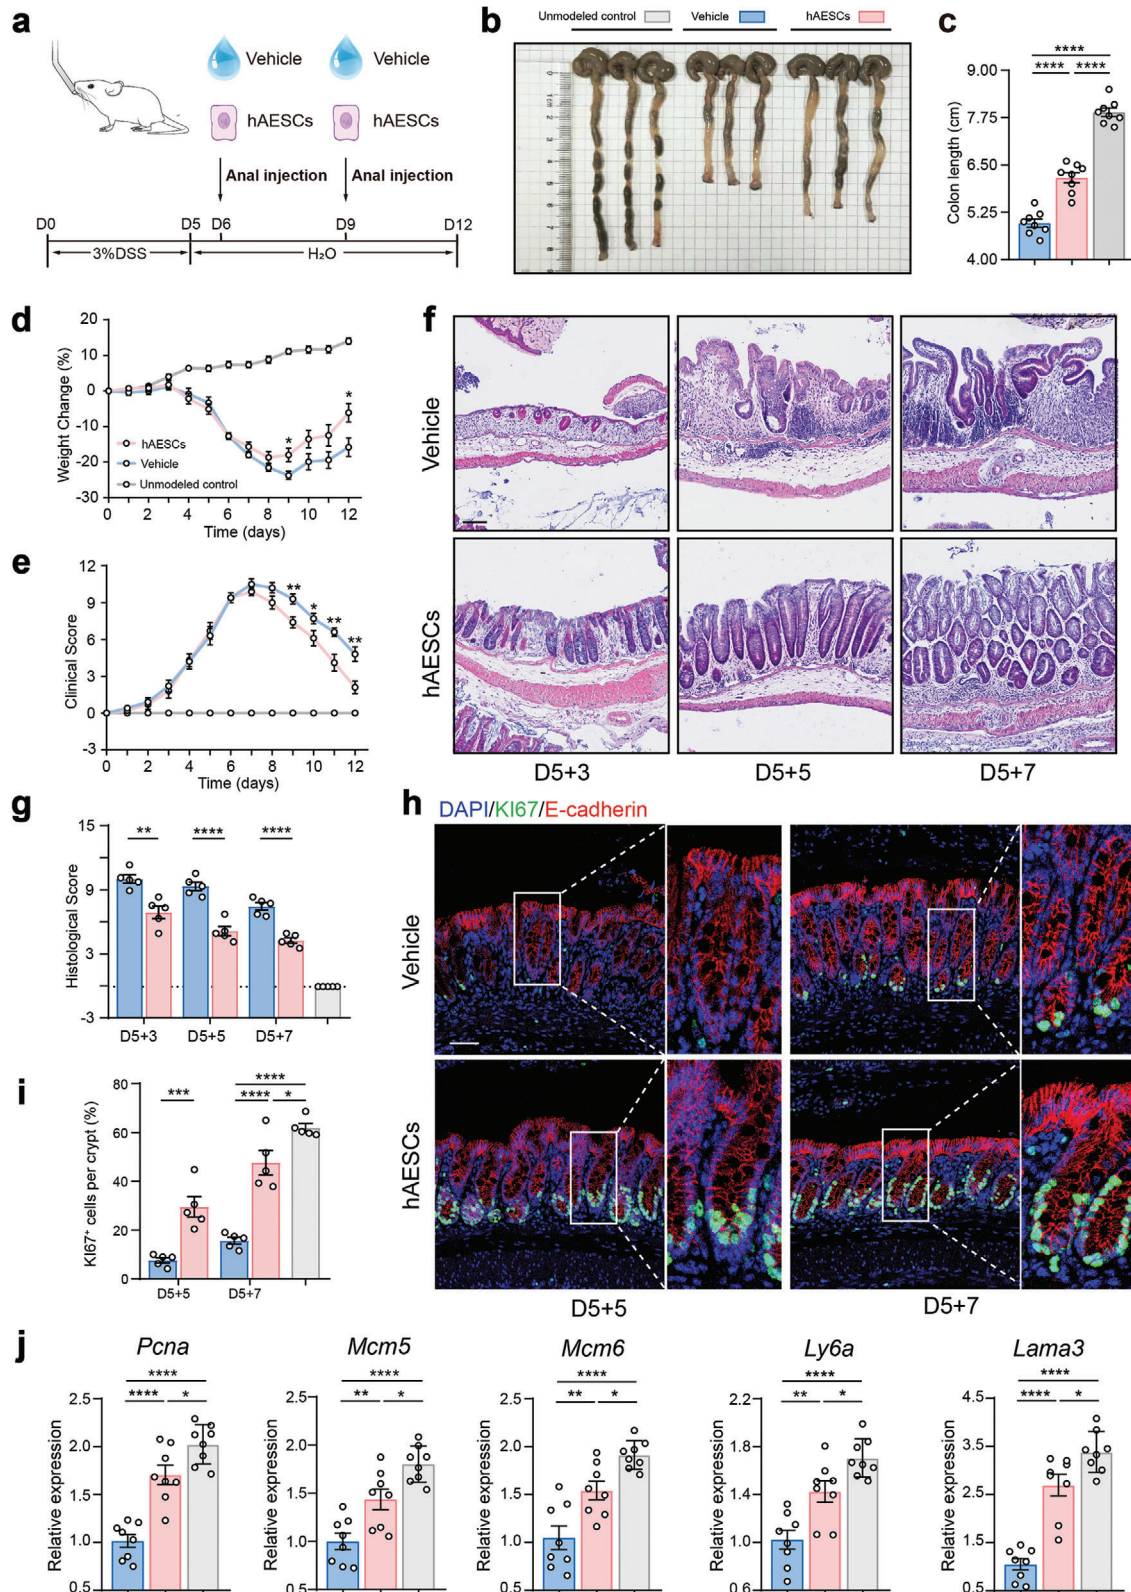 a
Vehicle
Vehicle
hAESCs
hAESCs
Anal injection
Anal injection
D0
D5
D6
D9
D12
3%DSS
H₂O
b
Unmodeled control
Vehicle
hAESCs
c
****
****
****
Colon length (cm)
9.00
7.75
6.50
5.25
4.00
d
Weight Change (%)
20
10
0
-10
-20
-30
hAESCs
Vehicle
Unmodeled control
*
*
0 2 4 6 8 10 12
Time (days)
e
Clinical Score
12
9
6
3
0
-3
**
*
**
**
0 2 4 6 8 10 12
Time (days)
f
Vehicle
hAESCs
D5+3
D5+5
D5+7
g
Histological Score
15
9
3
-3
**
****
****
D5+3
D5+5
D5+7
h
DAPI/KI67/E-cadherin
Vehicle
hAESCs
D5+5
D5+7
i
KI67⁺ cells per crypt (%)
80
60
40
20
0
***
****
****
*
D5+5
D5+7
j
Pcna
****
****
*
Relative expression
2.5
2.0
1.5
1.0
0.5
Mcm5
****
**
*
Relative expression
2.5
2.0
1.5
1.0
0.5
Mcm6
****
**
*
Relative expression
2.5
2.0
1.5
1.0
0.5
Ly6a
****
**
*
Relative expression
2.2
1.8
1.4
1.0
0.6
Lama3
****
****
*
Relative expression
4.5
3.5
2.5
1.5
0.5